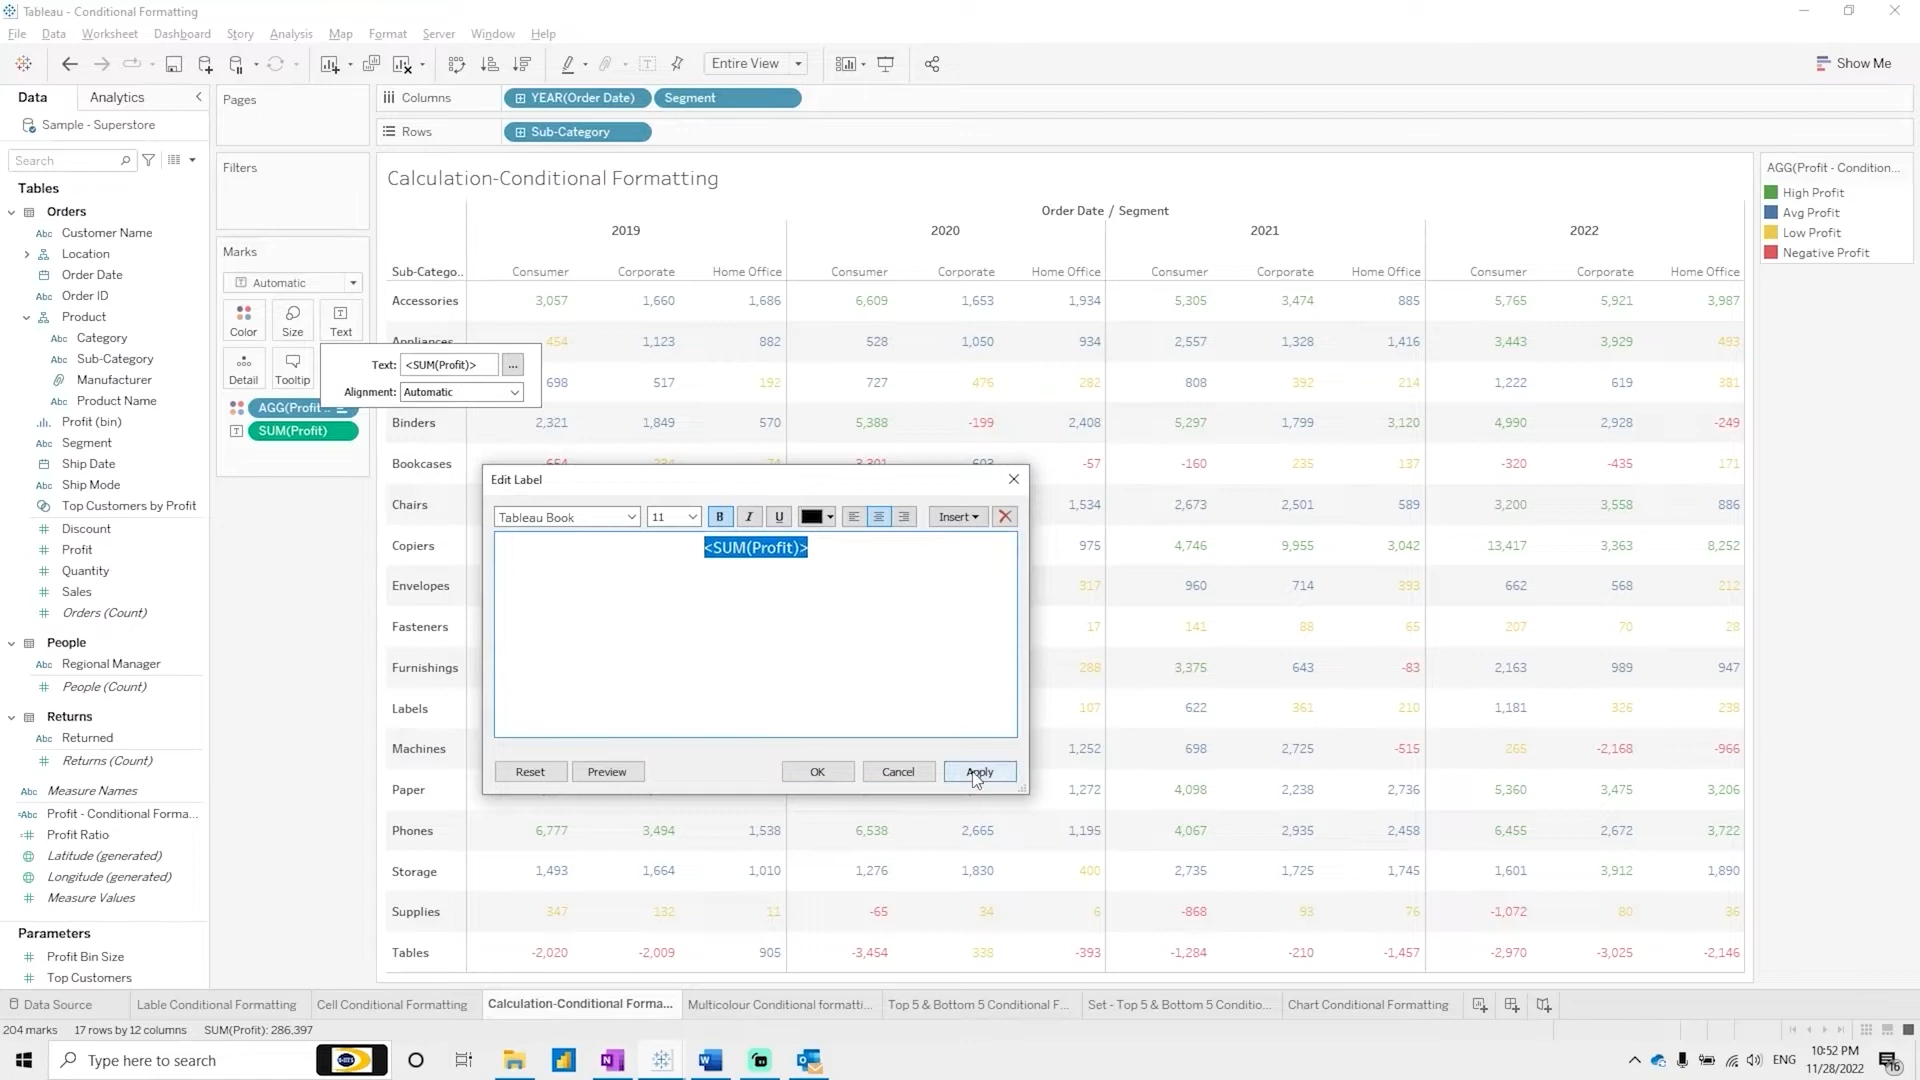 Tableau - Conditional Formatting
File Data Worksheet Dashboard Story Analysis Map Format Server Window Help
Entire View
Show Me
Data Analytics
Sample - Superstore
Search
Tables
Orders
Abc Customer Name
Location
Order Date
Abc Order ID
Product
Abc Category
Abc Sub-Category
Manufacturer
Abc Product Name
Profit (bin)
Abc Segment
Ship Date
Abc Ship Mode
Top Customers by Profit
# Discount
# Profit
# Quantity
# Sales
# Orders (Count)
People
Abc Regional Manager
# People (Count)
Returns
Abc Returned
# Returns (Count)
Abc Measure Names
=Abc Profit - Conditional Forma...
=# Profit Ratio
Latitude (generated)
Longitude (generated)
# Measure Values
Parameters
# Profit Bin Size
# Top Customers
Pages
Filters
Marks
T Automatic
Color Size Text
Detail Tooltip
Text: <SUM(Profit)> ...
Alignment: Automatic
AGG(Profit ..
T SUM(Profit)
Columns YEAR(Order Date) Segment
Rows Sub-Category
Calculation-Conditional Formatting
Order Date / Segment
2019 2020 2021 2022
Sub-Catego.. Consumer Corporate Home Office Consumer Corporate Home Office Consumer Corporate Home Office Consumer Corporate Home Office
Accessories 3,057 1,660 1,686 6,609 1,653 1,934 5,305 3,474 885 5,765 5,921 3,987
Appliances 454 1,123 882 528 1,050 934 2,557 1,328 1,416 3,443 3,929 493
698 517 192 727 476 282 808 392 214 1,222 619 381
Binders 2,321 1,849 570 5,388 -199 2,408 5,297 1,799 3,120 4,990 2,928 -249
Bookcases -57 -160 235 137 -320 -435 171
Chairs 1,534 2,673 2,501 589 3,200 3,558 886
Copiers 975 4,746 9,955 3,042 13,417 3,363 8,252
Envelopes 317 960 714 393 662 568 212
Fasteners 17 141 88 65 207 70 28
Furnishings 288 3,375 643 -83 2,163 989 947
Labels 107 622 361 210 1,181 326 238
Machines 1,252 698 2,725 -515 265 -2,168 -966
Paper 1,272 4,098 2,238 2,736 5,360 3,475 3,206
Phones 6,777 3,494 1,538 6,538 2,665 1,195 4,067 2,935 2,458 6,455 2,672 3,722
Storage 1,493 1,664 1,010 1,276 1,830 400 2,735 1,725 1,745 1,601 3,912 1,890
Supplies 347 132 11 -65 34 6 -868 93 76 -1,072 80 36
Tables -2,020 -2,009 905 -3,454 338 -393 -1,284 -210 -1,457 -2,970 -3,025 -2,146
Edit Label
Tableau Book 11 B I U Insert
<SUM(Profit)>
Reset Preview OK Cancel Apply
AGG(Profit - Condition...
High Profit
Avg Profit
Low Profit
Negative Profit
Data Source Lable Conditional Formatting Cell Conditional Formatting Calculation-Conditional Forma... Multicolour Conditional formatti... Top 5 & Bottom 5 Conditional F... Set - Top 5 & Bottom 5 Conditio... Chart Conditional Formatting
204 marks 17 rows by 12 columns SUM(Profit): 286,397
Type here to search
ENG
10:52 PM
11/28/2022
16